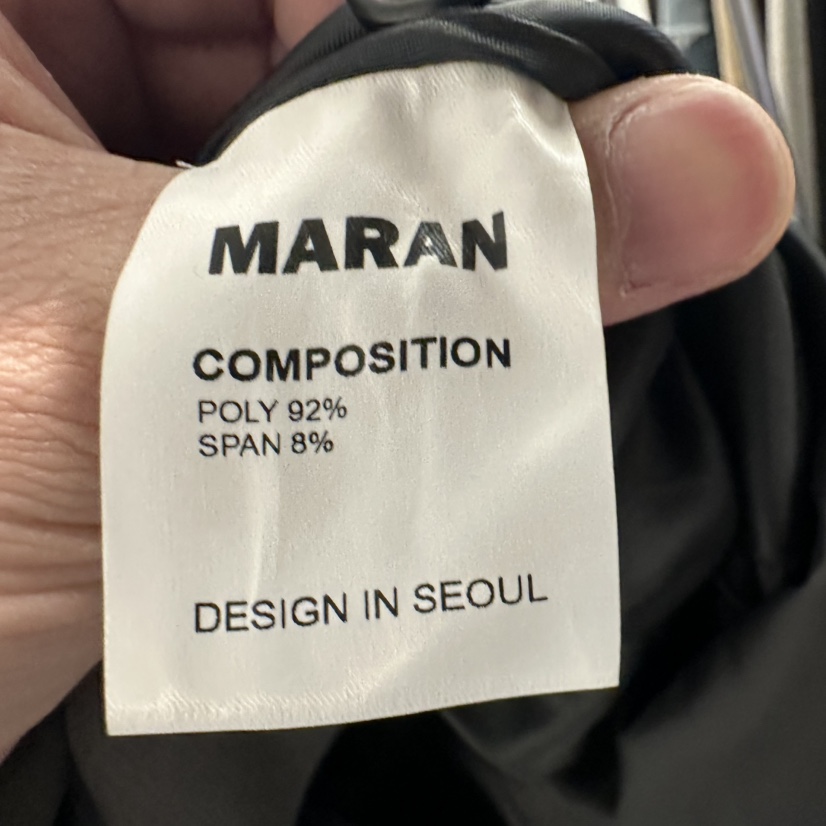 MARAN
COMPOSITION
POLY 92%
SPAN 8%
DESIGN IN SEOUL